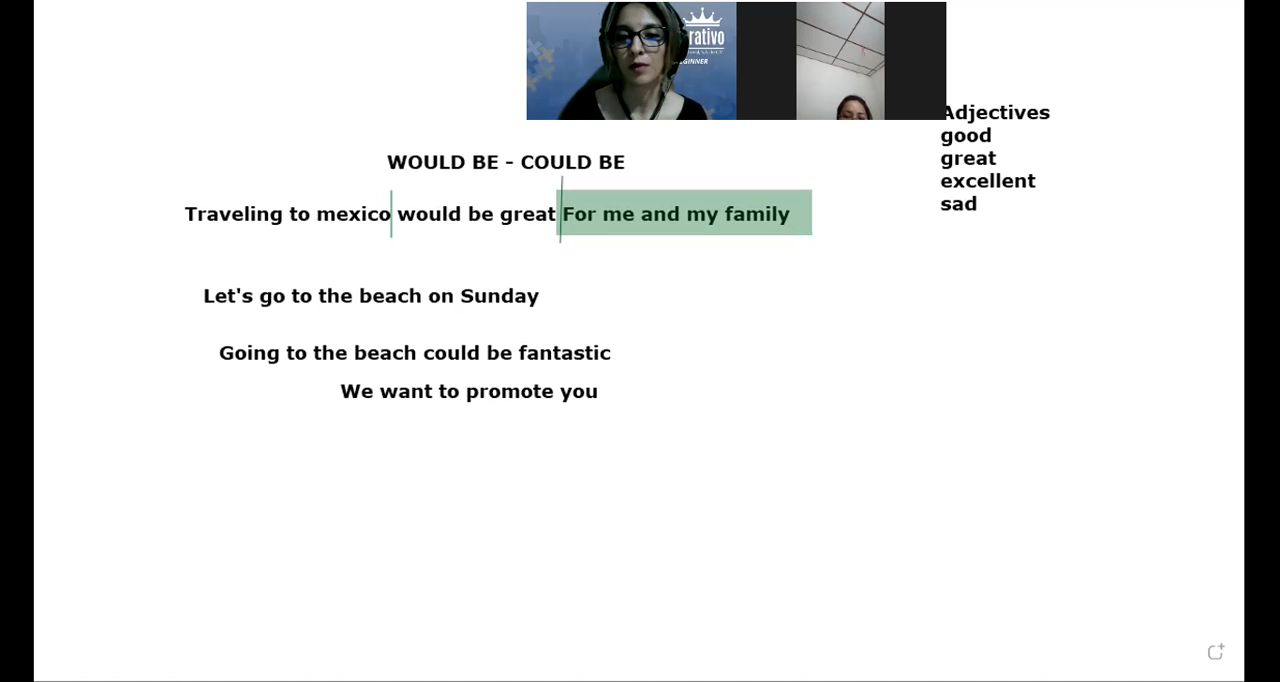 rativo
GINNER
Adjectives
good
great
excellent
sad
WOULD BE - COULD BE
Traveling to mexico would be great For me and my family
Let's go to the beach on Sunday
Going to the beach could be fantastic
We want to promote you